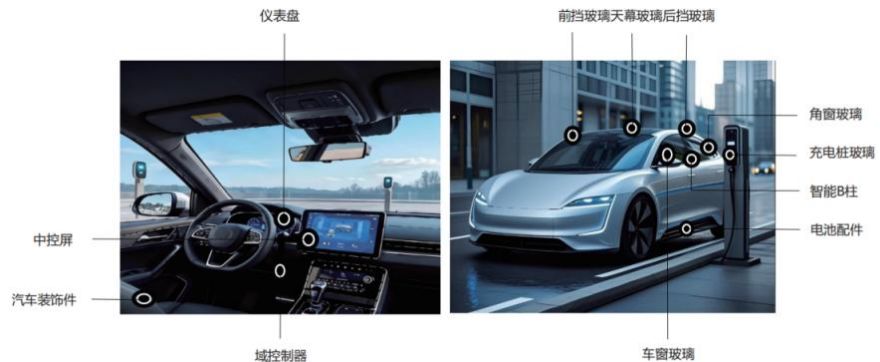 仪表盘
中控屏
汽车装饰件
域控制器
前挡玻璃天幕玻璃后挡玻璃
角窗玻璃
充电桩玻璃
智能B柱
电池配件
车窗玻璃